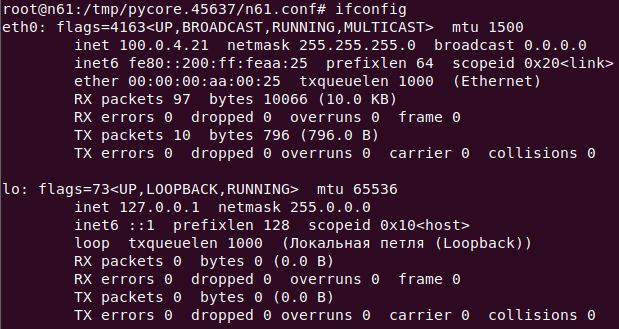 root@n61:/tmp/pycore.45637/n61.conf# ifconfig
eth0: flags=4163<UP,BROADCAST,RUNNING,MULTICAST>  mtu 1500
        inet 100.0.4.21  netmask 255.255.255.0  broadcast 0.0.0.0
        inet6 fe80::200:ff:feaa:25  prefixlen 64  scopeid 0x20<link>
        ether 00:00:00:aa:00:25  txqueuelen 1000  (Ethernet)
        RX packets 97  bytes 10066 (10.0 KB)
        RX errors 0  dropped 0  overruns 0  frame 0
        TX packets 10  bytes 796 (796.0 B)
        TX errors 0  dropped 0 overruns 0  carrier 0  collisions 0

lo: flags=73<UP,LOOPBACK,RUNNING>  mtu 65536
        inet 127.0.0.1  netmask 255.0.0.0
        inet6 ::1  prefixlen 128  scopeid 0x10<host>
        loop  txqueuelen 1000  (Локальная петля (Loopback))
        RX packets 0  bytes 0 (0.0 B)
        RX errors 0  dropped 0  overruns 0  frame 0
        TX packets 0  bytes 0 (0.0 B)
        TX errors 0  dropped 0 overruns 0  carrier 0  collisions 0